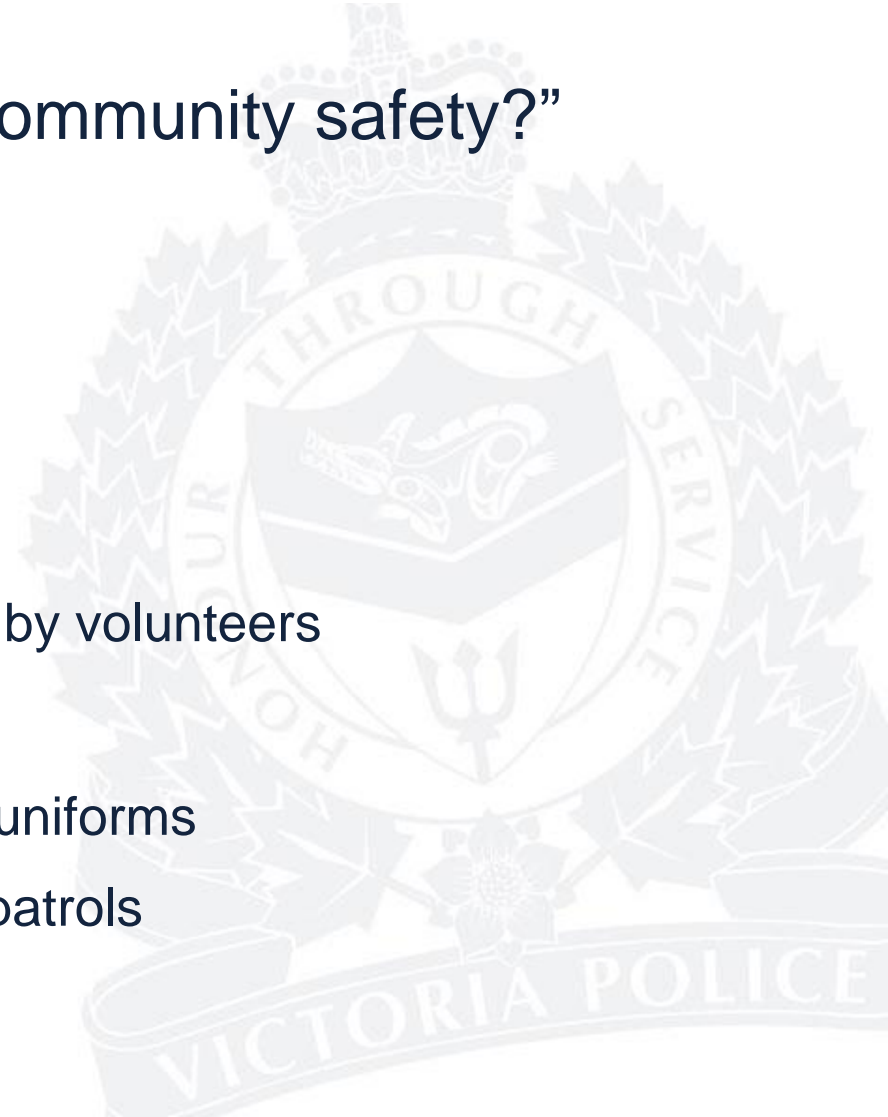 ommunity safety?”
by volunteers
uniforms
patrols
HONOUR THROUGH SERVICE
VICTORIA POLICE